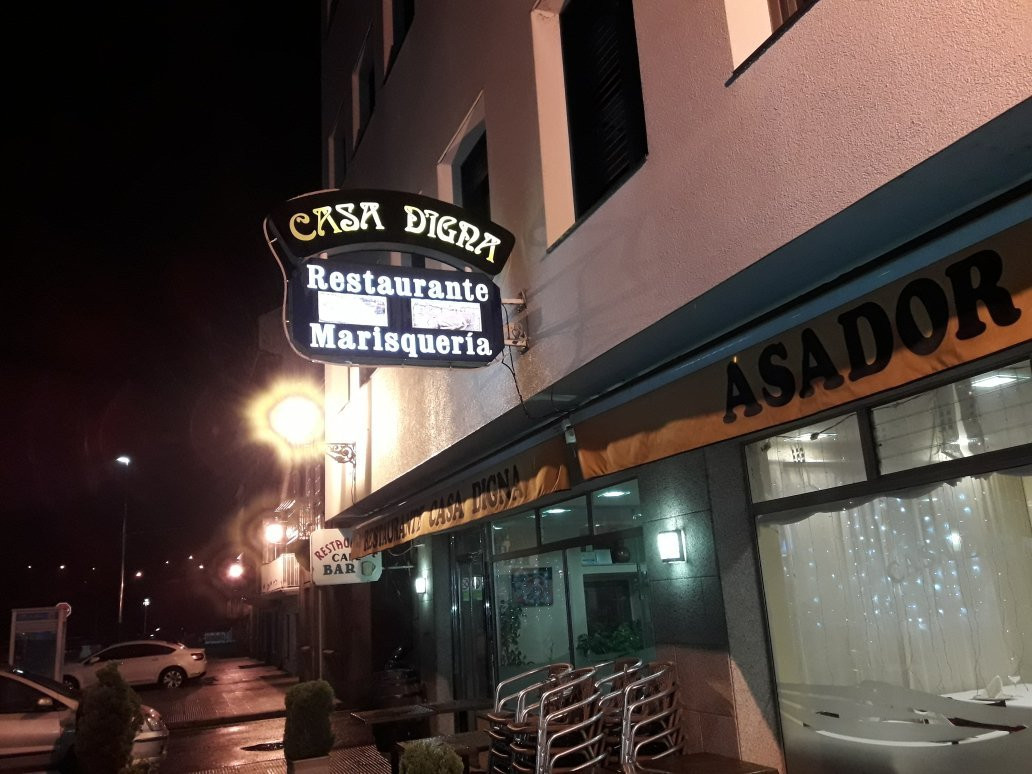 CASA DIGNA
Restaurante
Marisquería
ASADOR
RESTAURANTE CASA DIGNA
BAR